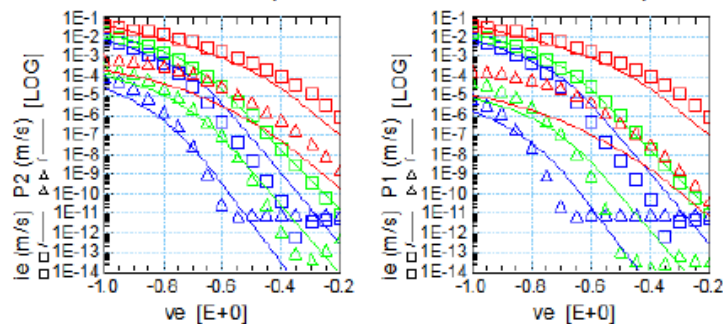 ie (m/s) P2 (m/s) [LOG]
1E-1
1E-2
1E-3
1E-4
1E-5
1E-6
1E-7
1E-8
1E-9
1E-10
1E-11
1E-12
1E-13
1E-14
-1.0 -0.8 -0.6 -0.4 -0.2
ve [E+0]
ie (m/s) P1 (m/s) [LOG]
1E-1
1E-2
1E-3
1E-4
1E-5
1E-6
1E-7
1E-8
1E-9
1E-10
1E-11
1E-12
1E-13
1E-14
-1.0 -0.8 -0.6 -0.4 -0.2
ve [E+0]